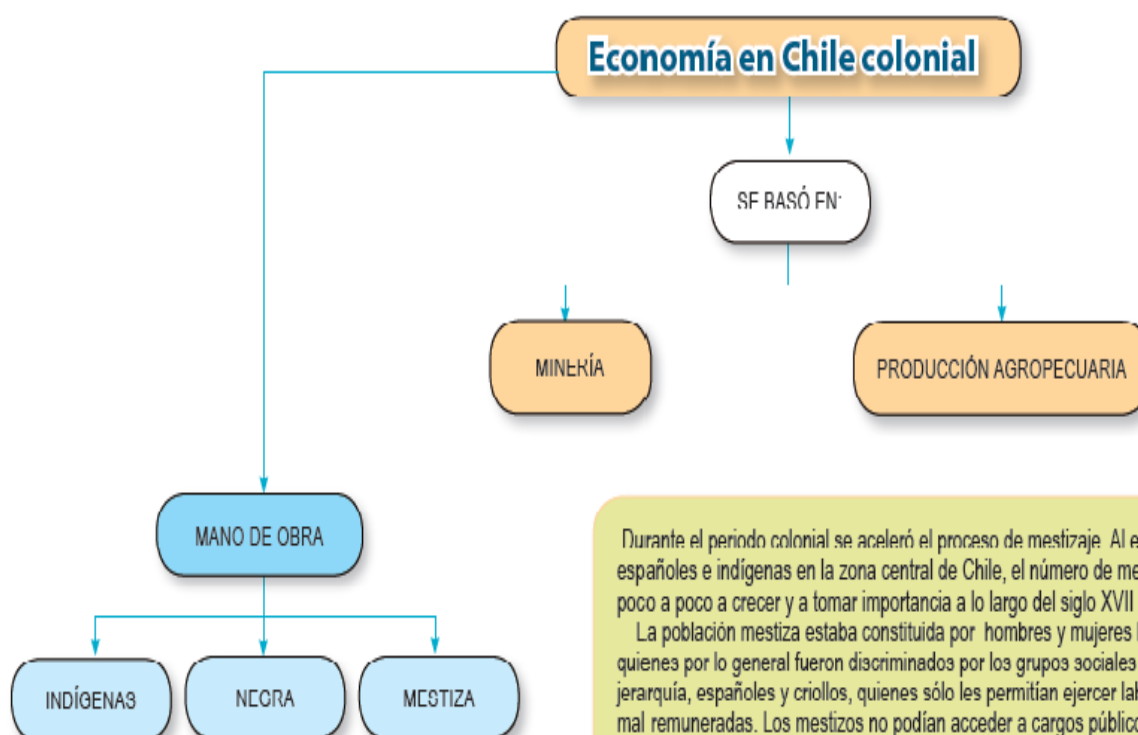 Economía en Chile colonial
SE BASÓ EN:
MINERÍA
PRODUCCIÓN AGROPECUARIA
MANO DE OBRA
INDÍGENAS
NEGRA
MESTIZA
Durante el periodo colonial se aceleró el proceso de mestizaje. Al
españoles e indígenas en la zona central de Chile, el número de
poco a poco a crecer y a tomar importancia a lo largo del siglo XVII
La población mestiza estaba constituida por hombres y mujeres
quienes por lo general fueron discriminados por los grupos sociales
jerarquía, españoles y criollos, quienes sólo les permitían ejercer
mal remuneradas. Los mestizos no podían acceder a cargos